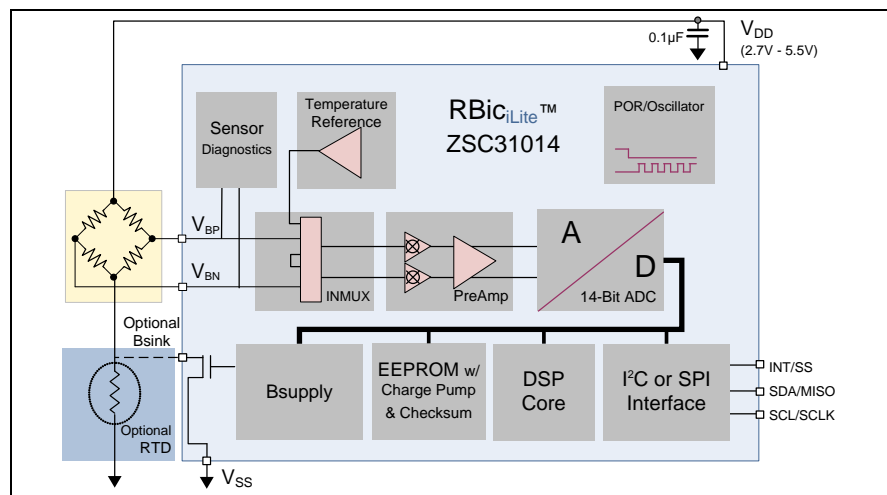 0.1µF
V_DD
(2.7V - 5.5V)
Sensor
Diagnostics
Temperature
Reference
RBic_iLite™
ZSC31014
POR/Oscillator
V_BP
V_BN
INMUX
PreAmp
A
D
14-Bit ADC
Optional
Bsink
Bsupply
EEPROM w/
Charge Pump
& Checksum
DSP
Core
I²C or SPI
Interface
INT/SS
SDA/MISO
SCL/SCLK
Optional
RTD
V_SS